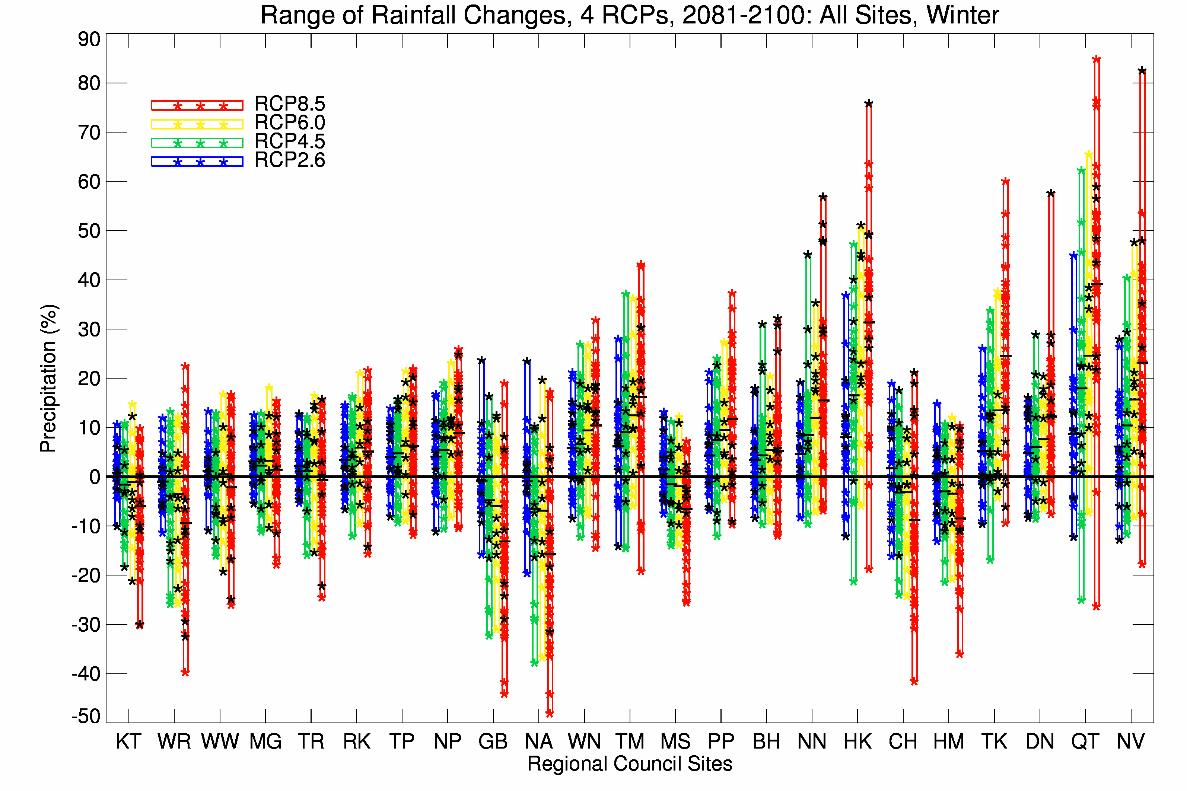 Range of Rainfall Changes, 4 RCPs, 2081-2100: All Sites, Winter
90
80
70
60
50
40
30
20
10
0
-10
-20
-30
-40
-50
Precipitation (%)
RCP8.5
RCP6.0
RCP4.5
RCP2.6
KT WR WW MG TR RK TP NP GB NA WN TM MS PP BH NN HK CH HM TK DN QT NV
Regional Council Sites